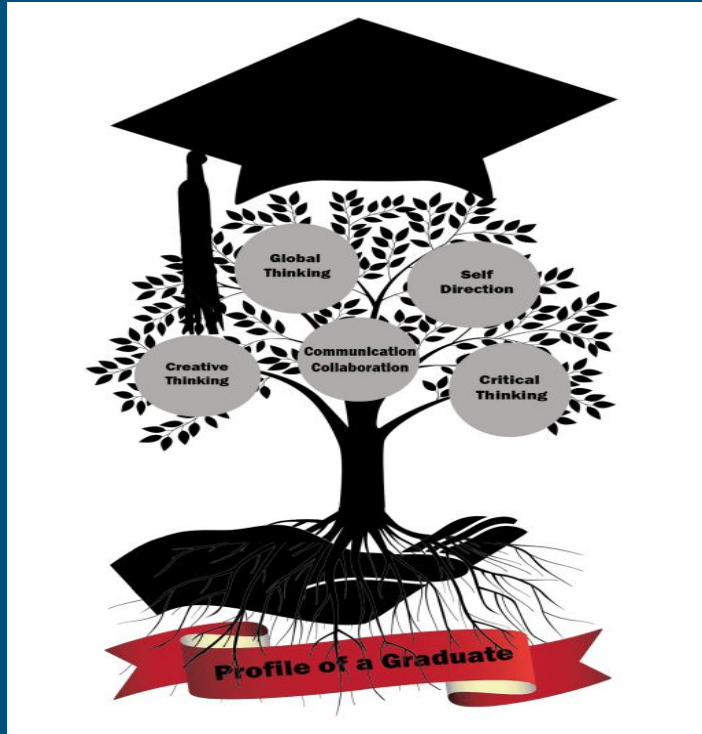 Global
Thinking
Self
Direction
Communication
Collaboration
Creative
Thinking
Critical
Thinking
Profile of a Graduate